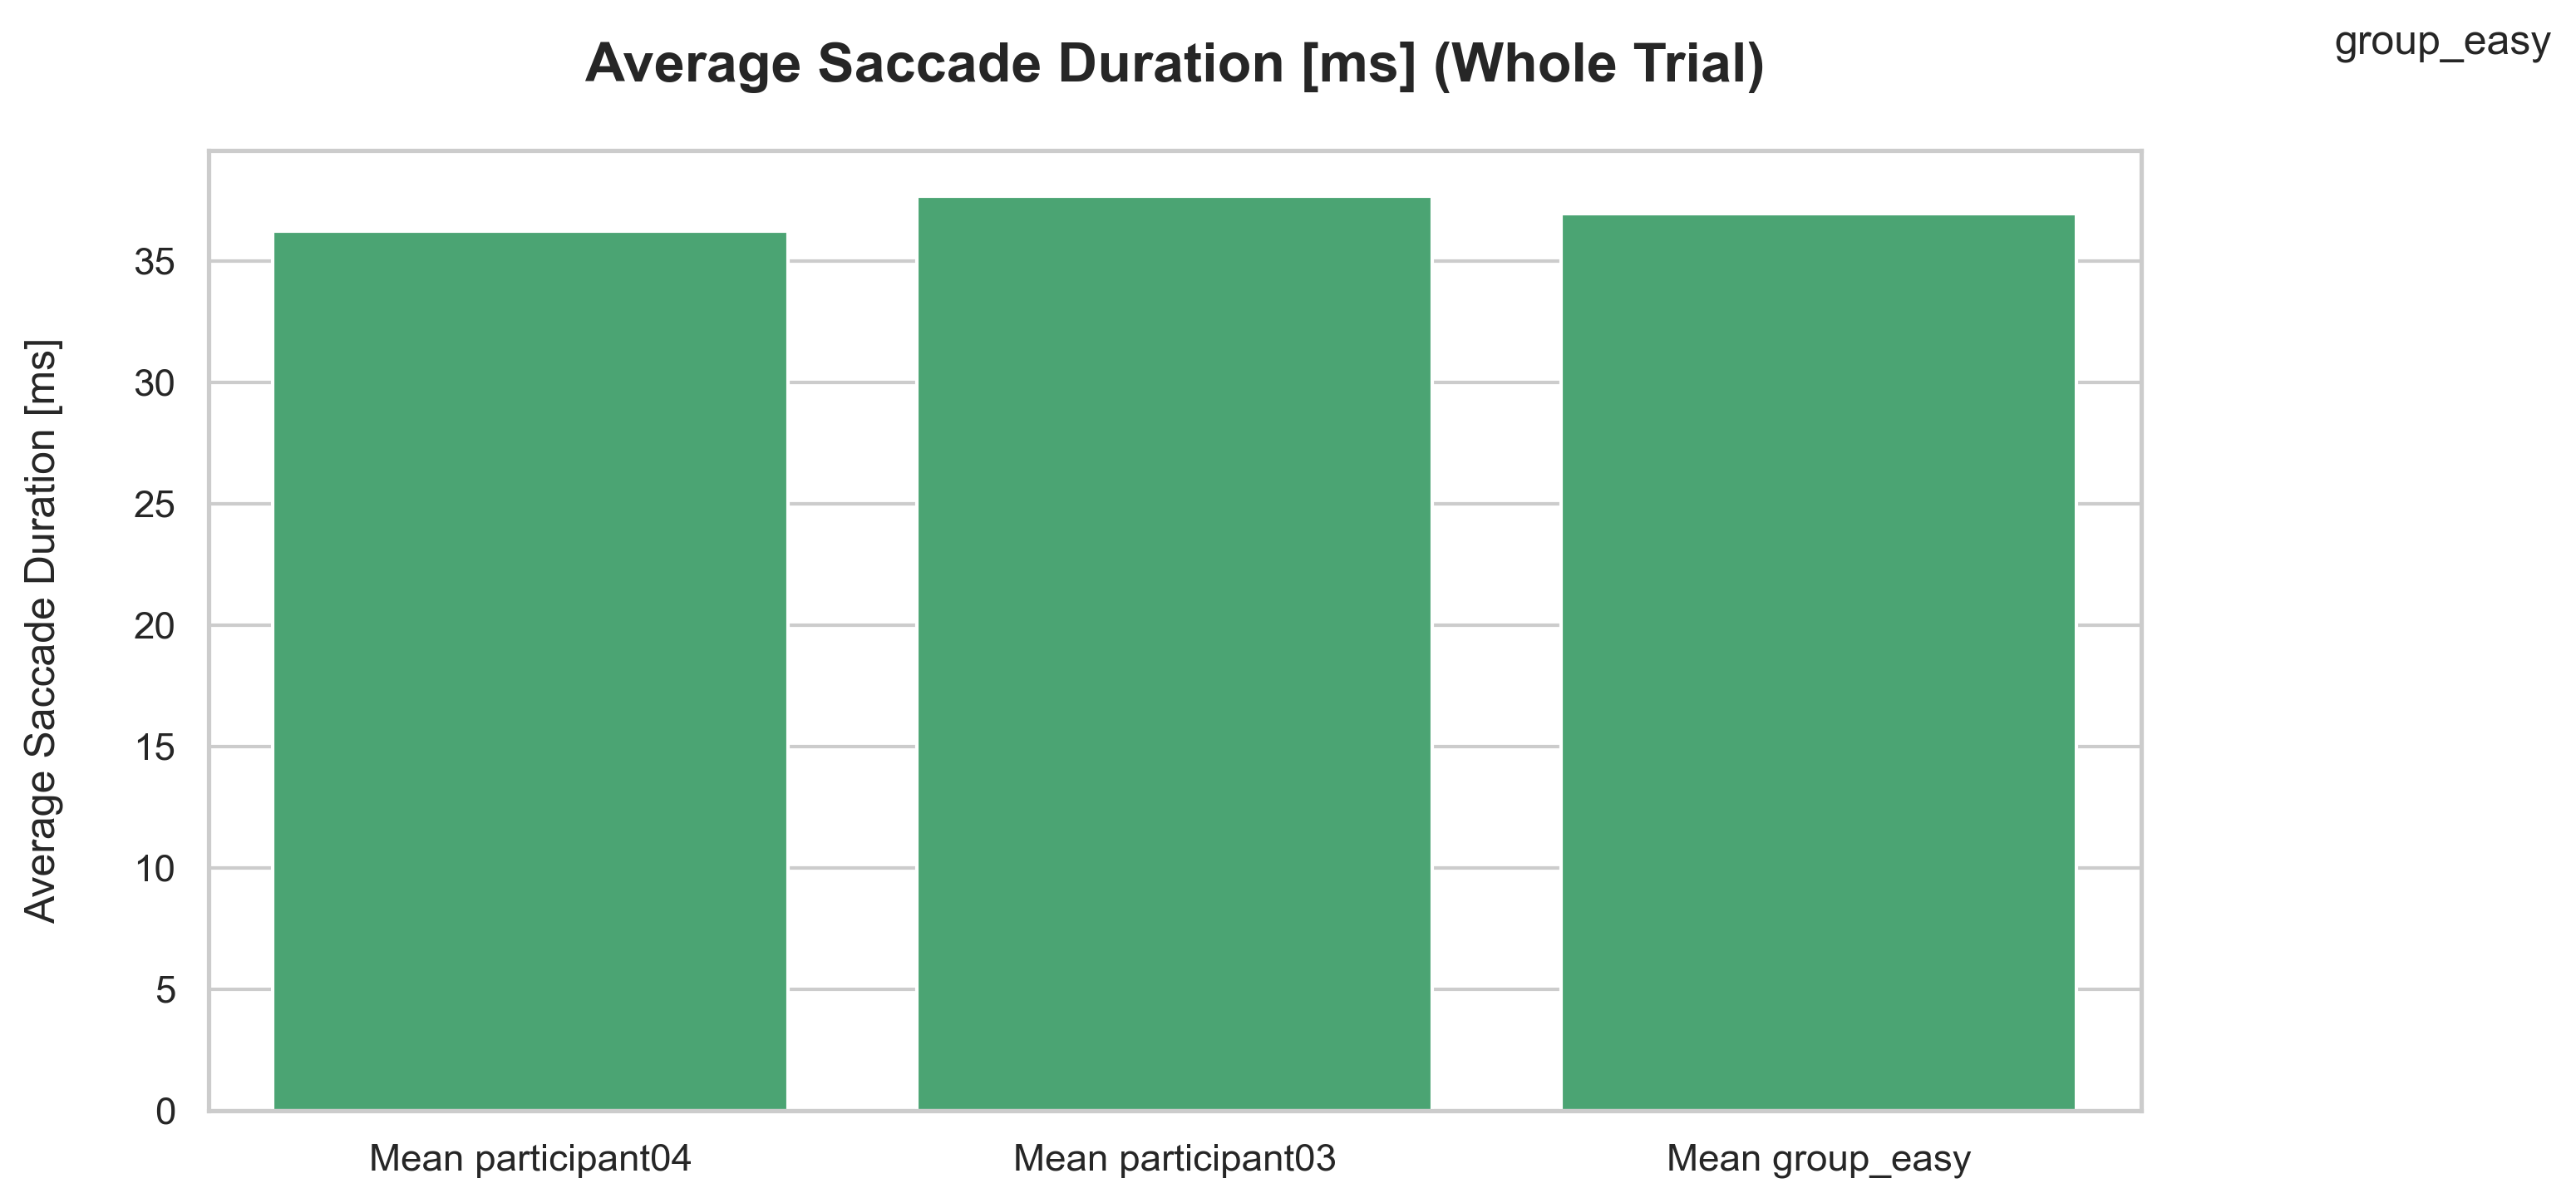 group_easy
Average Saccade Duration [ms] (Whole Trial)
Average Saccade Duration [ms]
35
30
25
20
15
10
5
0
Mean participant04
Mean participant03
Mean group_easy